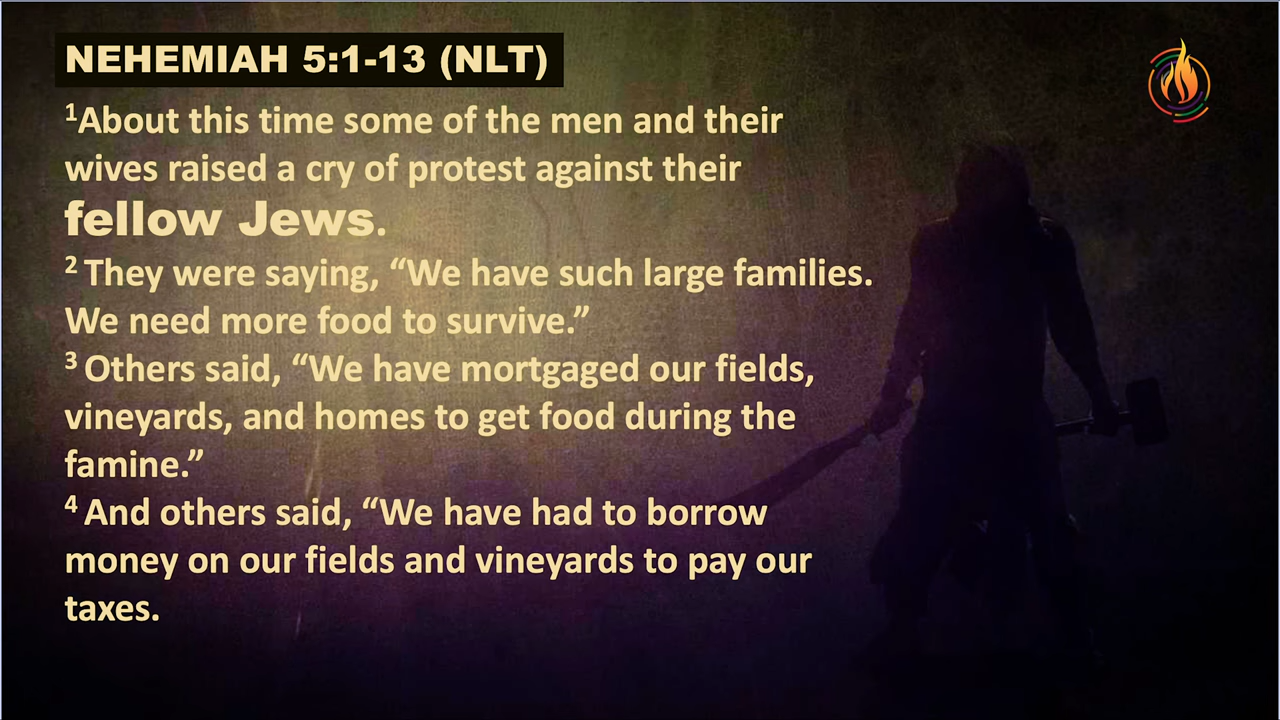 NEHEMIAH 5:1-13 (NLT)
¹About this time some of the men and their
wives raised a cry of protest against their
fellow Jews.
² They were saying, “We have such large families.
We need more food to survive.”
³ Others said, “We have mortgaged our fields,
vineyards, and homes to get food during the
famine.”
⁴ And others said, “We have had to borrow
money on our fields and vineyards to pay our
taxes.